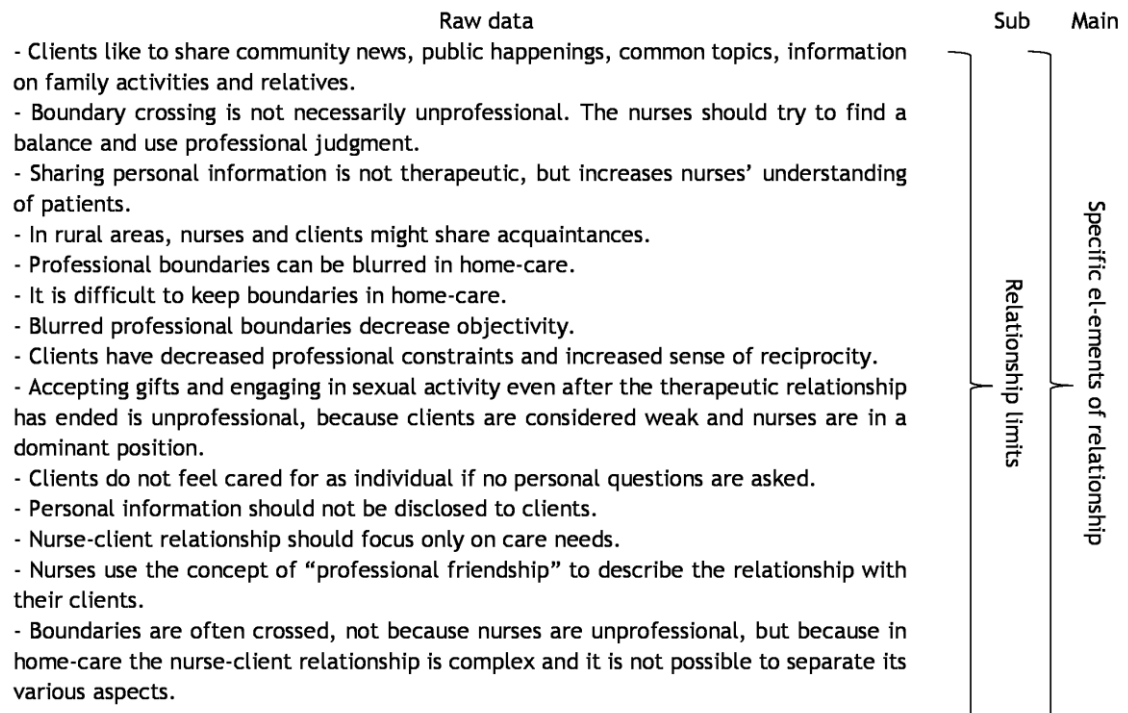 Raw data Sub Main
- Clients like to share community news, public happenings, common topics, information
on family activities and relatives.
- Boundary crossing is not necessarily unprofessional. The nurses should try to find a
balance and use professional judgment.
- Sharing personal information is not therapeutic, but increases nurses’ understanding
of patients.
- In rural areas, nurses and clients might share acquaintances.
- Professional boundaries can be blurred in home-care.
- It is difficult to keep boundaries in home-care.
- Blurred professional boundaries decrease objectivity.
- Clients have decreased professional constraints and increased sense of reciprocity.
- Accepting gifts and engaging in sexual activity even after the therapeutic relationship
has ended is unprofessional, because clients are considered weak and nurses are in a
dominant position.
- Clients do not feel cared for as individual if no personal questions are asked.
- Personal information should not be disclosed to clients.
- Nurse-client relationship should focus only on care needs.
- Nurses use the concept of “professional friendship” to describe the relationship with
their clients.
- Boundaries are often crossed, not because nurses are unprofessional, but because in
home-care the nurse-client relationship is complex and it is not possible to separate its
various aspects.
Relationship limits
Specific el-ements of relationship